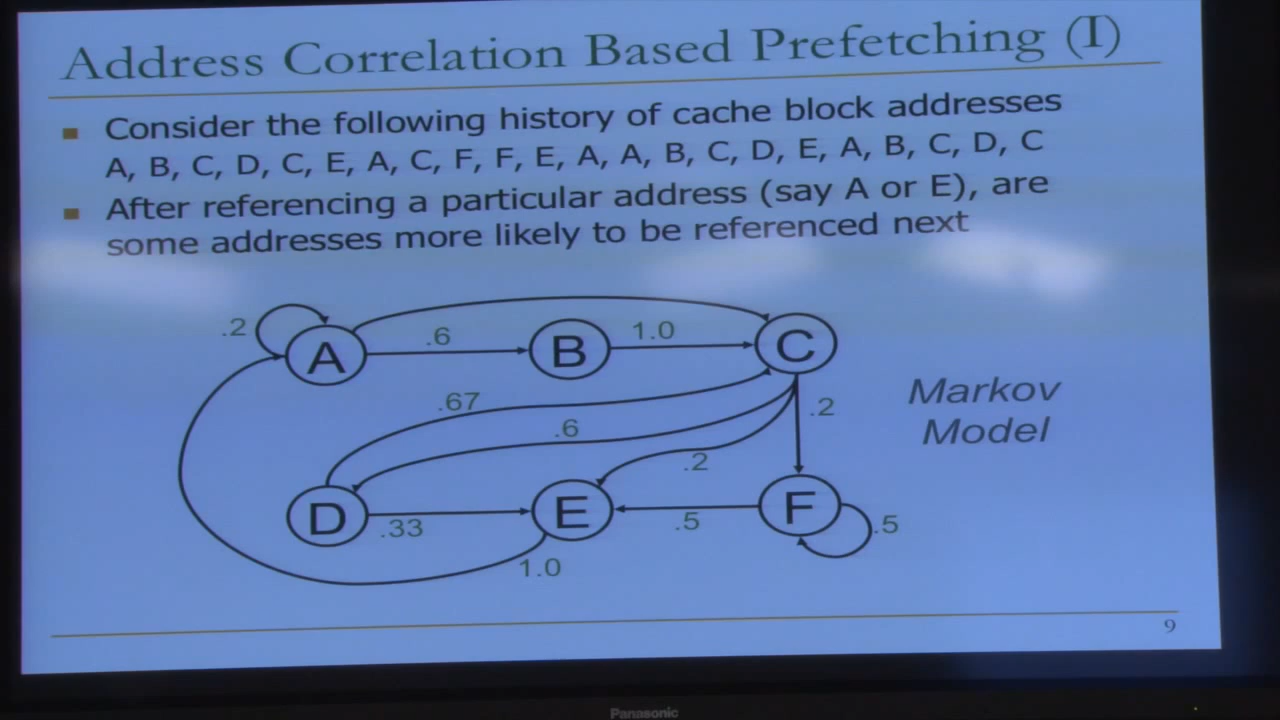 Address Correlation Based Prefetching (I)
Consider the following history of cache block addresses
A, B, C, D, C, E, A, C, F, F, E, A, A, B, C, D, E, A, B, C, D, C
After referencing a particular address (say A or E), are
some addresses more likely to be referenced next
.2
A
.6
B
1.0
C
.67
.6
.2
.2
Markov
Model
D
.33
E
.5
F
.5
1.0
9
Panasonic